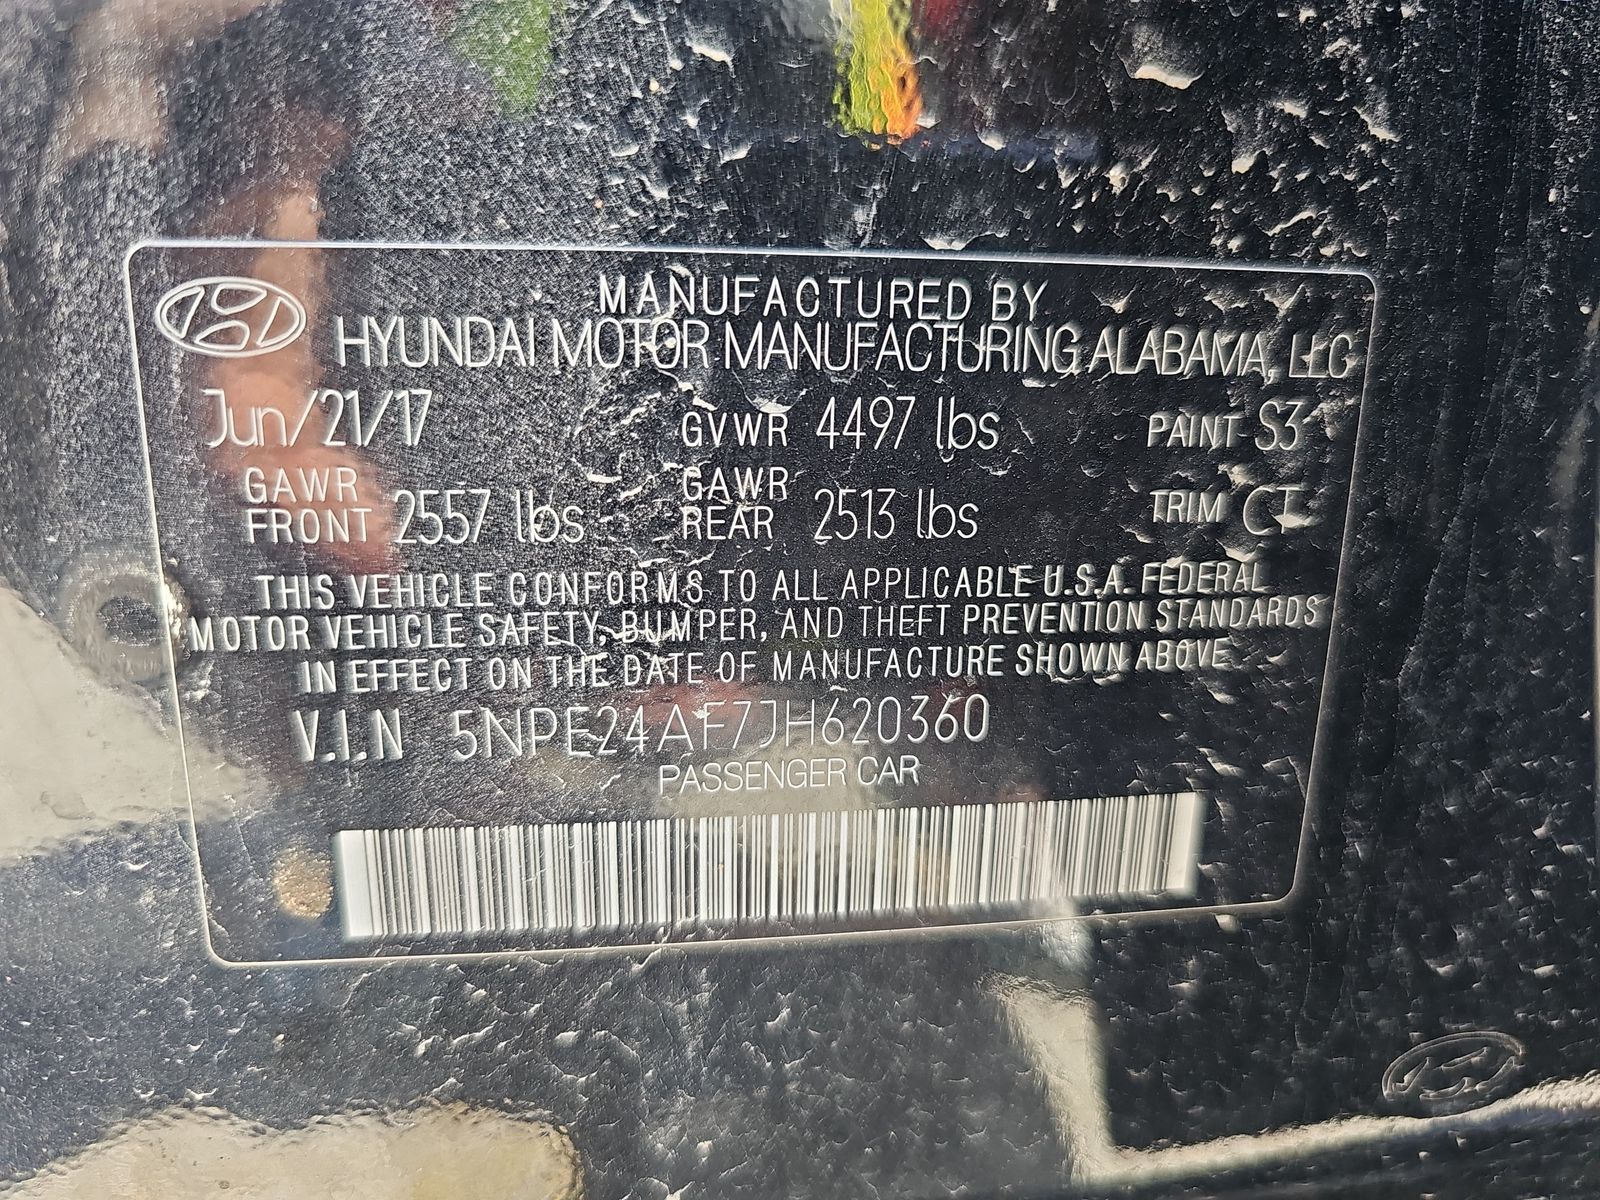 MANUFACTURED BY
HYUNDAI MOTOR MANUFACTURING ALABAMA, LLC
Jun/21/17 GVWR 4497 lbs PAINT S3
GAWR FRONT 2557 lbs GAWR REAR 2513 lbs TRIM CT
THIS VEHICLE CONFORMS TO ALL APPLICABLE U.S.A. FEDERAL
MOTOR VEHICLE SAFETY, BUMPER, AND THEFT PREVENTION STANDARDS
IN EFFECT ON THE DATE OF MANUFACTURE SHOWN ABOVE
V.I.N 5NPE24AF7JH620360
PASSENGER CAR